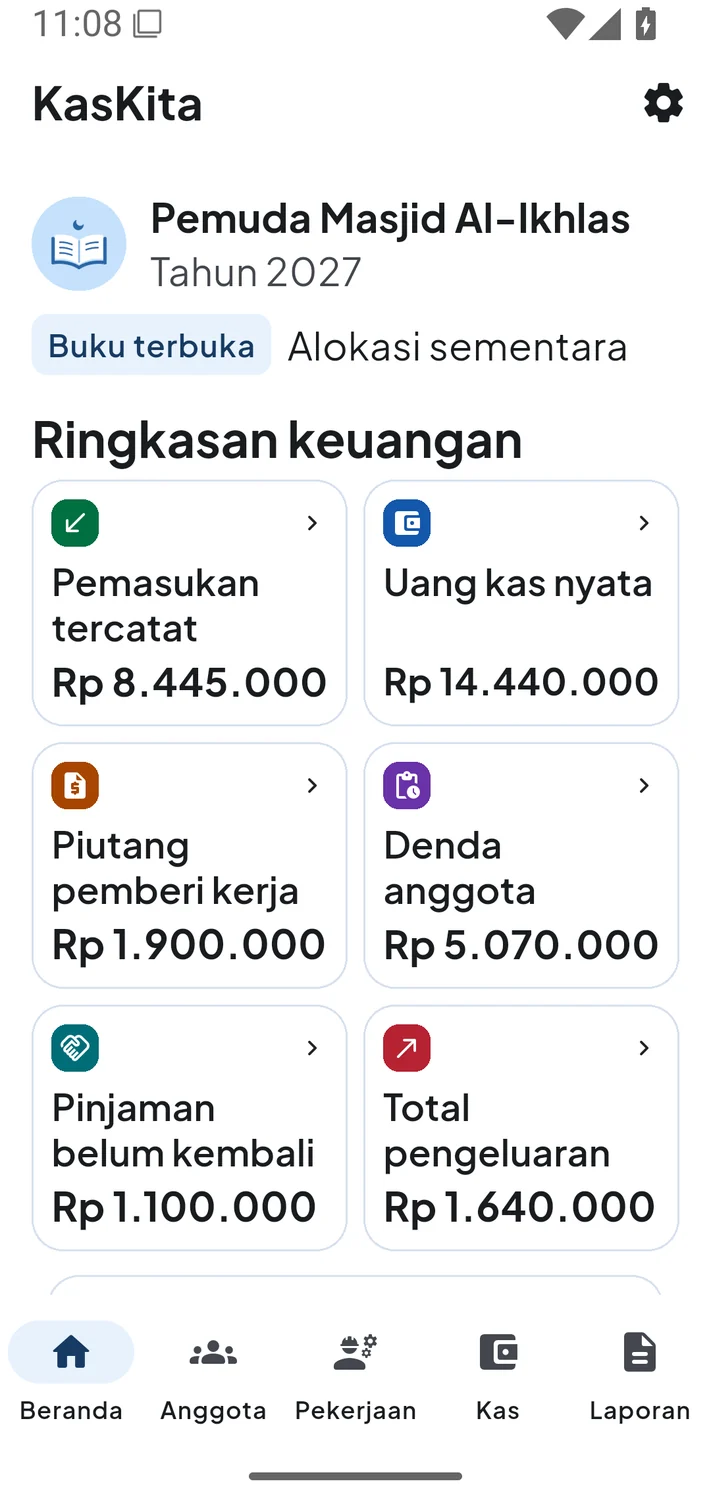 11:08
KasKita
Pemuda Masjid Al-Ikhlas
Tahun 2027
Buku terbuka
Alokasi sementara
Ringkasan keuangan
Pemasukan
tercatat
Rp 8.445.000
Uang kas nyata
Rp 14.440.000
Piutang
pemberi kerja
Rp 1.900.000
Denda
anggota
Rp 5.070.000
Pinjaman
belum kembali
Rp 1.100.000
Total
pengeluaran
Rp 1.640.000
Beranda
Anggota
Pekerjaan
Kas
Laporan